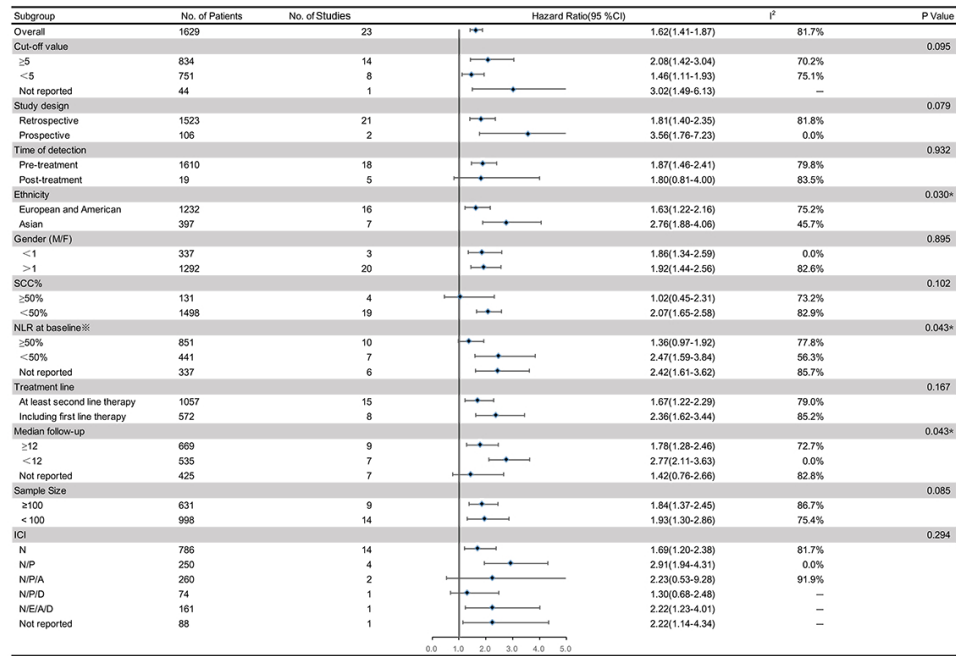 Subgroup No. of Patients No. of Studies Hazard Ratio(95 %CI) I² P Value
Overall 1629 23 1.62(1.41-1.87) 81.7%
Cut-off value 0.095
≥5 834 14 2.08(1.42-3.04) 70.2%
<5 751 8 1.46(1.11-1.93) 75.1%
Not reported 44 1 3.02(1.49-6.13) —
Study design 0.079
Retrospective 1523 21 1.81(1.40-2.35) 81.8%
Prospective 106 2 3.56(1.76-7.23) 0.0%
Time of detection 0.932
Pre-treatment 1610 18 1.87(1.46-2.41) 79.8%
Post-treatment 19 5 1.80(0.81-4.00) 83.5%
Ethnicity 0.030*
European and American 1232 16 1.63(1.22-2.16) 75.2%
Asian 397 7 2.76(1.88-4.06) 45.7%
Gender (M/F) 0.895
<1 337 3 1.86(1.34-2.59) 0.0%
>1 1292 20 1.92(1.44-2.56) 82.6%
SCC% 0.102
≥50% 131 4 1.02(0.45-2.31) 73.2%
<50% 1498 19 2.07(1.65-2.58) 82.9%
NLR at baseline※ 0.043*
≥50% 851 10 1.36(0.97-1.92) 77.8%
<50% 441 7 2.47(1.59-3.84) 56.3%
Not reported 337 6 2.42(1.61-3.62) 85.7%
Treatment line 0.167
At least second line therapy 1057 15 1.67(1.22-2.29) 79.0%
Including first line therapy 572 8 2.36(1.62-3.44) 85.2%
Median follow-up 0.043*
≥12 669 9 1.78(1.28-2.46) 72.7%
<12 535 7 2.77(2.11-3.63) 0.0%
Not reported 425 7 1.42(0.76-2.66) 82.8%
Sample Size 0.085
≥100 631 9 1.84(1.37-2.45) 86.7%
< 100 998 14 1.93(1.30-2.86) 75.4%
ICI 0.294
N 786 14 1.69(1.20-2.38) 81.7%
N/P 250 4 2.91(1.94-4.31) 0.0%
N/P/A 260 2 2.23(0.53-9.28) 91.9%
N/P/D 74 1 1.30(0.68-2.48) —
N/E/A/D 161 1 2.22(1.23-4.01) —
Not reported 88 1 2.22(1.14-4.34) —
0.0 1.0 2.0 3.0 4.0 5.0